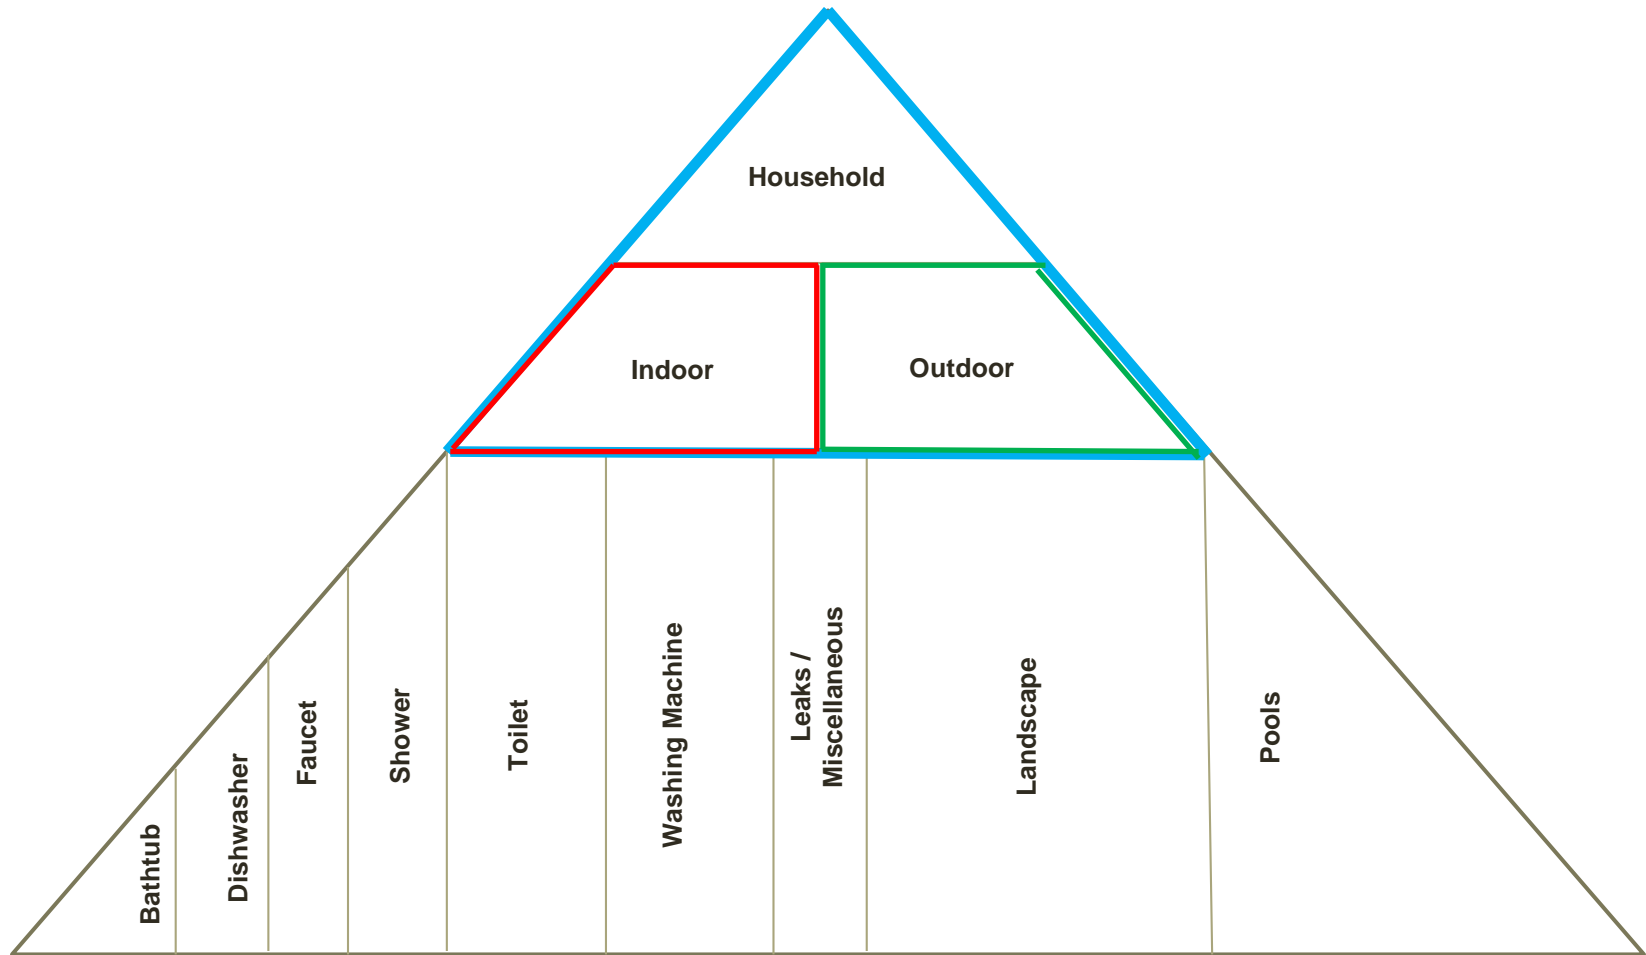 Household
Indoor
Outdoor
Bathtub
Dishwasher
Faucet
Shower
Toilet
Washing Machine
Leaks /
Miscellaneous
Landscape
Pools